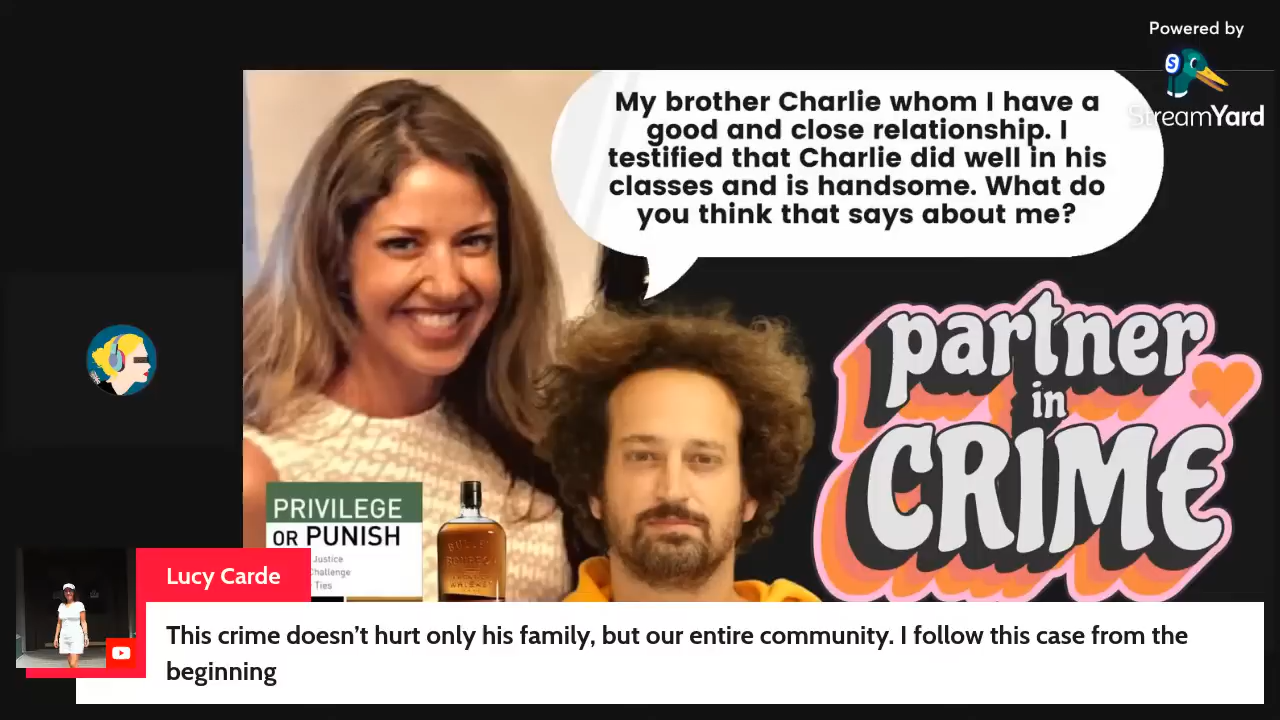 Powered by
StreamYard
My brother Charlie whom I have a
good and close relationship. I
testified that Charlie did well in his
classes and is handsome. What do
you think that says about me?
partner
in
CRIME
PRIVILEGE
OR PUNISH
Justice
Challenge
Ties
BULLEIT
BOURBON
WHISKEY
Lucy Carde
This crime doesn’t hurt only his family, but our entire community. I follow this case from the
beginning